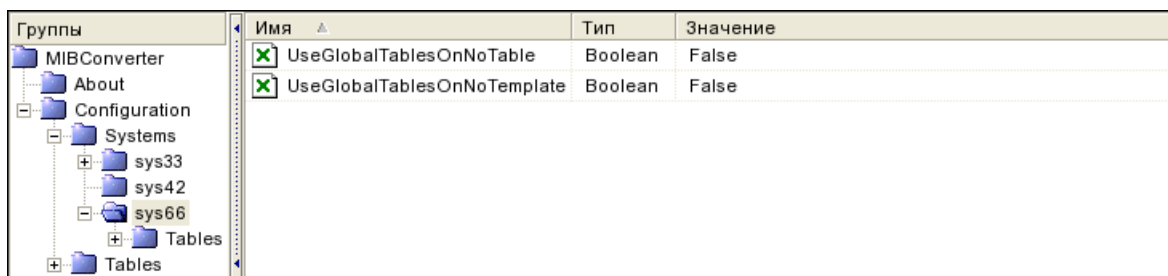 Группы
MIBConverter
About
Configuration
Systems
sys33
sys42
sys66
Tables
Tables
Имя Тип Значение
UseGlobalTablesOnNoTable Boolean False
UseGlobalTablesOnNoTemplate Boolean False